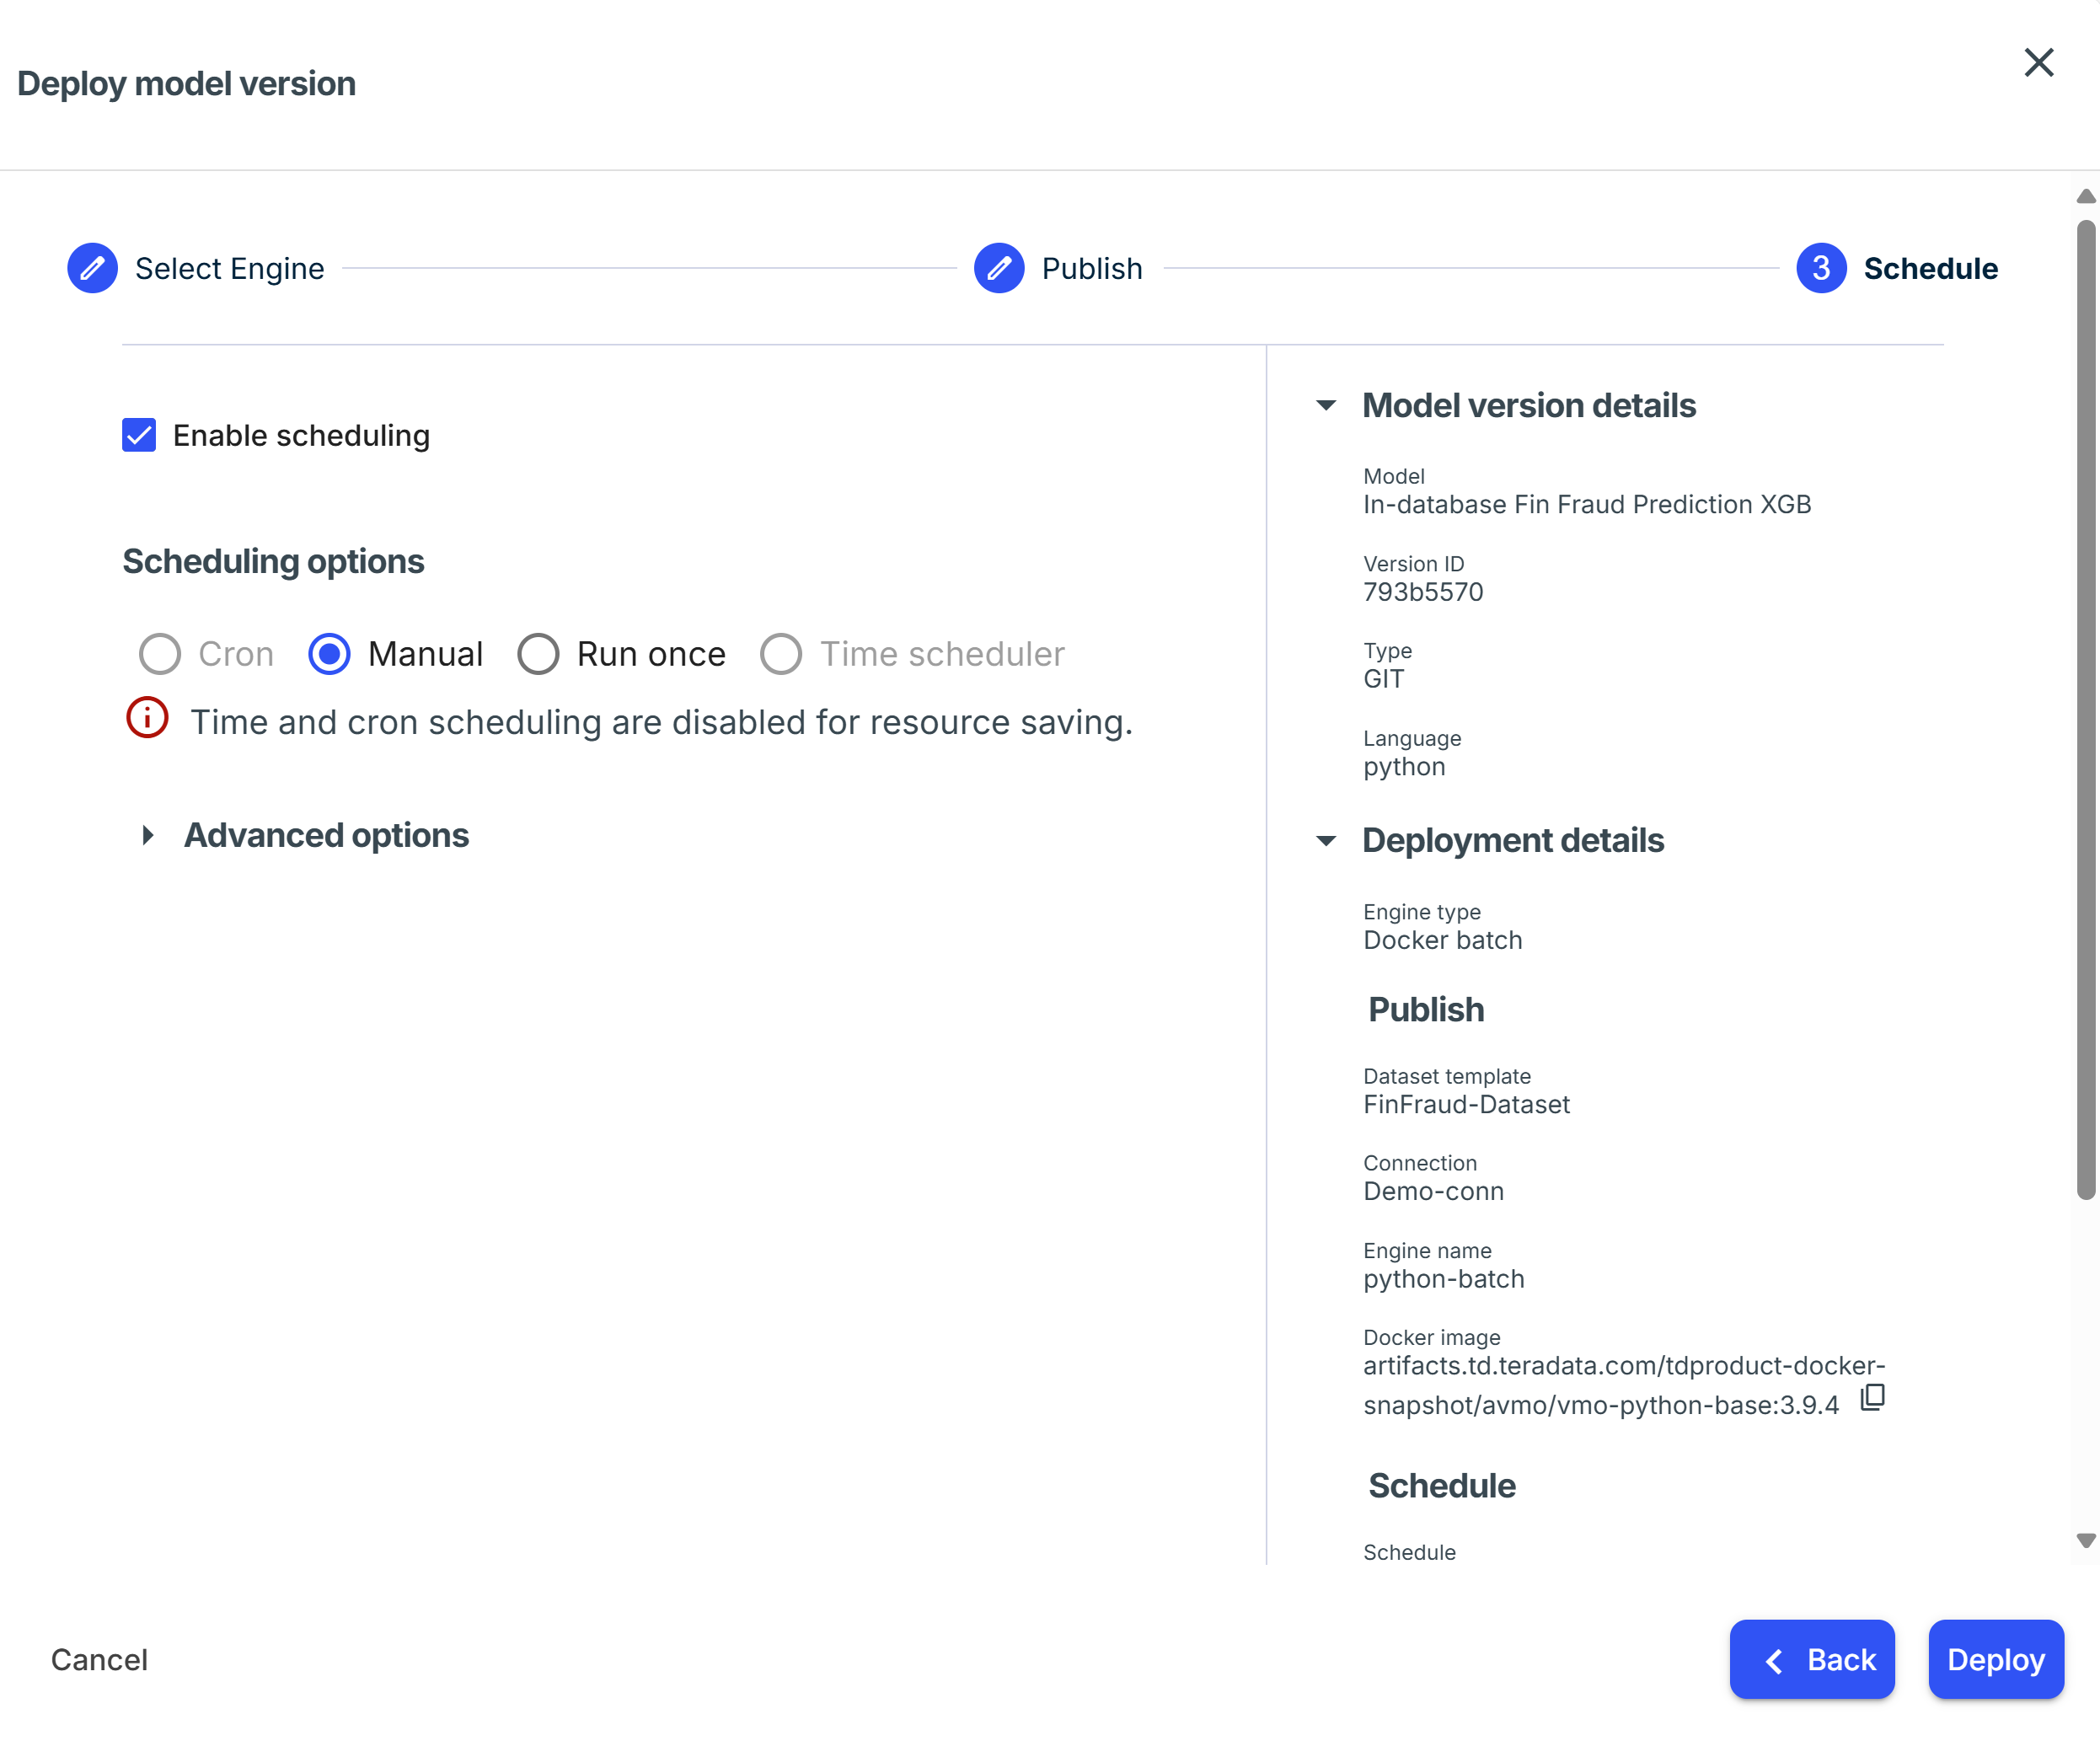 Deploy model version
Select Engine
Publish
3 Schedule
Enable scheduling
Scheduling options
Cron Manual Run once Time scheduler
Time and cron scheduling are disabled for resource saving.
Advanced options
Model version details
Model
In-database Fin Fraud Prediction XGB
Version ID
793b5570
Type
GIT
Language
python
Deployment details
Engine type
Docker batch
Publish
Dataset template
FinFraud-Dataset
Connection
Demo-conn
Engine name
python-batch
Docker image
artifacts.td.teradata.com/tdproduct-docker-
snapshot/avmo/vmo-python-base:3.9.4
Schedule
Schedule
Cancel
Back
Deploy